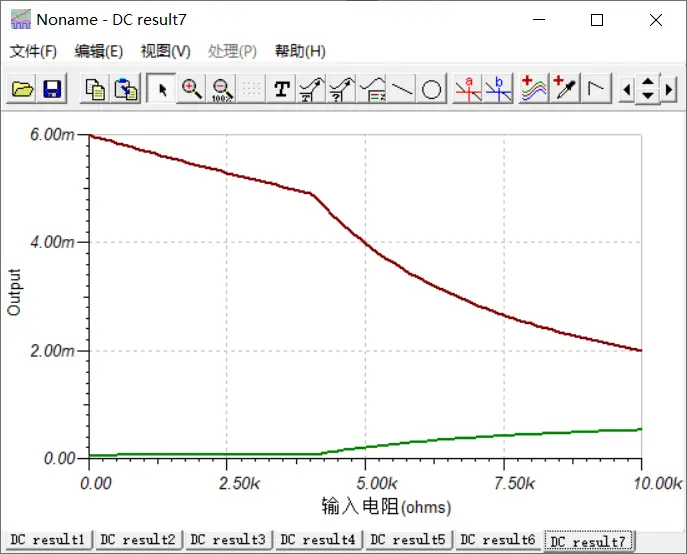 Noname - DC result7
文件(F) 编辑(E) 视图(V) 处理(P) 帮助(H)
100% T T ? a b
6.00m
4.00m
Output
2.00m
0.00
0.00 2.50k 5.00k 7.50k 10.00k
输入电阻(ohms)
DC result1 DC result2 DC result3 DC result4 DC result5 DC result6 DC result7